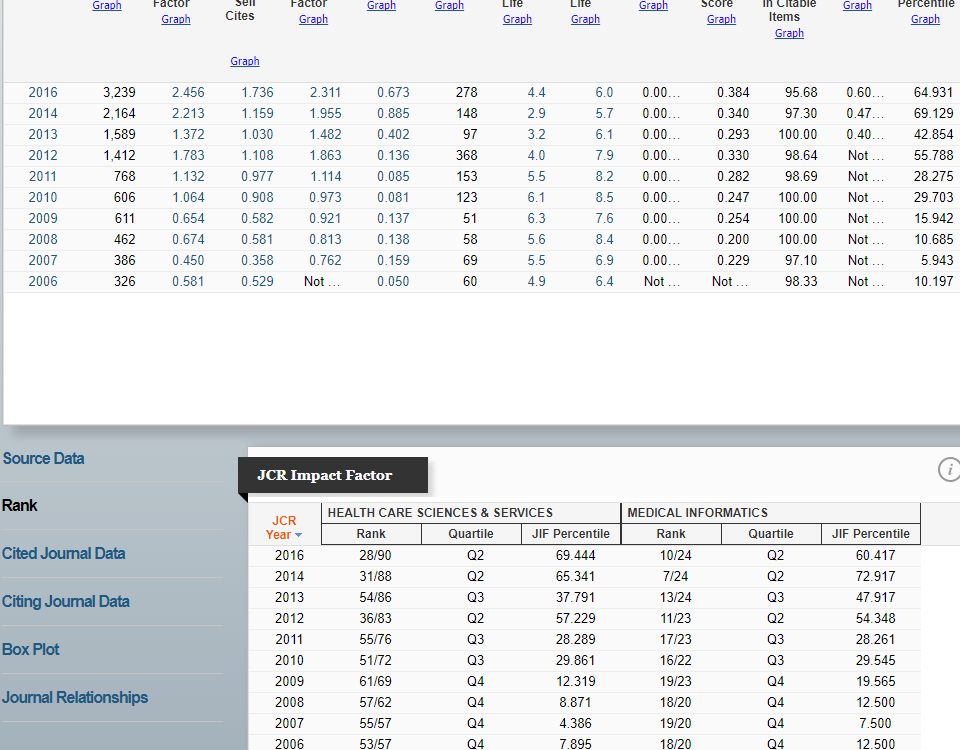 Factor Self Factor Life Life Score in Citable Percentile
Graph Graph Cites Graph Graph Graph Graph Graph Graph Graph Items Graph Graph
Graph Graph
2016 3,239 2.456 1.736 2.311 0.673 278 4.4 6.0 0.00... 0.384 95.68 0.60... 64.931
2014 2,164 2.213 1.159 1.955 0.885 148 2.9 5.7 0.00... 0.340 97.30 0.47... 69.129
2013 1,589 1.372 1.030 1.482 0.402 97 3.2 6.1 0.00... 0.293 100.00 0.40... 42.854
2012 1,412 1.783 1.108 1.863 0.136 368 4.0 7.9 0.00... 0.330 98.64 Not ... 55.788
2011 768 1.132 0.977 1.114 0.085 153 5.5 8.2 0.00... 0.282 98.69 Not ... 28.275
2010 606 1.064 0.908 0.973 0.081 123 6.1 8.5 0.00... 0.247 100.00 Not ... 29.703
2009 611 0.654 0.582 0.921 0.137 51 6.3 7.6 0.00... 0.254 100.00 Not ... 15.942
2008 462 0.674 0.581 0.813 0.138 58 5.6 8.4 0.00... 0.200 100.00 Not ... 10.685
2007 386 0.450 0.358 0.762 0.159 69 5.5 6.9 0.00... 0.229 97.10 Not ... 5.943
2006 326 0.581 0.529 Not ... 0.050 60 4.9 6.4 Not ... Not ... 98.33 Not ... 10.197
Source Data
Rank
Cited Journal Data
Citing Journal Data
Box Plot
Journal Relationships
JCR Impact Factor
i
JCR Year HEALTH CARE SCIENCES & SERVICES MEDICAL INFORMATICS
Rank Quartile JIF Percentile Rank Quartile JIF Percentile
2016 28/90 Q2 69.444 10/24 Q2 60.417
2014 31/88 Q2 65.341 7/24 Q2 72.917
2013 54/86 Q3 37.791 13/24 Q3 47.917
2012 36/83 Q2 57.229 11/23 Q2 54.348
2011 55/76 Q3 28.289 17/23 Q3 28.261
2010 51/72 Q3 29.861 16/22 Q3 29.545
2009 61/69 Q4 12.319 19/23 Q4 19.565
2008 57/62 Q4 8.871 18/20 Q4 12.500
2007 55/57 Q4 4.386 19/20 Q4 7.500
2006 53/57 Q4 7.895 18/20 Q4 12.500